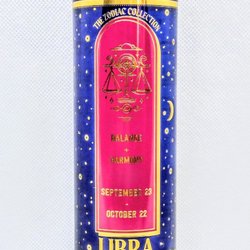 THE ZODIAC COLLECTION
BALANCE
+
HARMONY
SEPTEMBER 23
-
OCTOBER 22
LIBRA